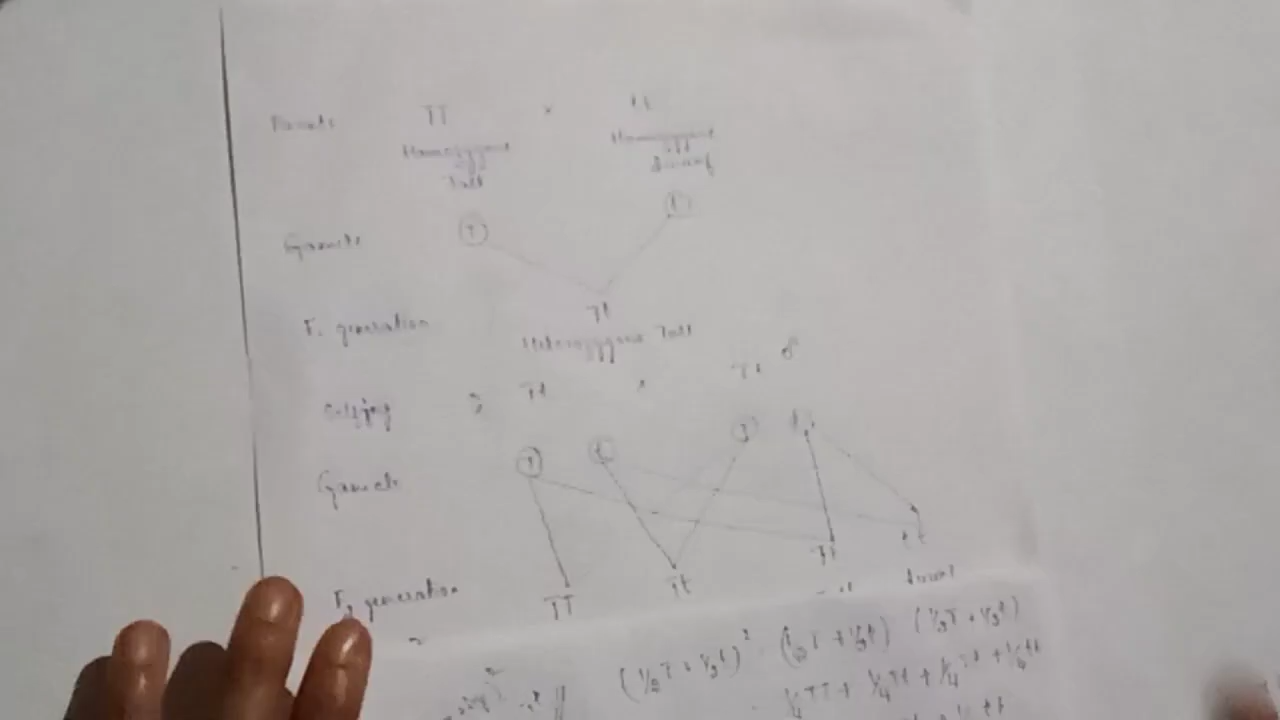 Parents TT × tt
Homozygous Homozygous
Tall Dwarf
Gametes T t
Tt
F1 generation
Heterozygous Tall
Selfing Tt × Tt ♂
Gametes T t T t
TT Tt Tt tt
F2 generation Dwarf
(1/2T + 1/2t)² = (1/2T + 1/2t) (1/2T + 1/2t)
= 1/4TT + 1/4Tt + 1/4Tt + 1/4tt